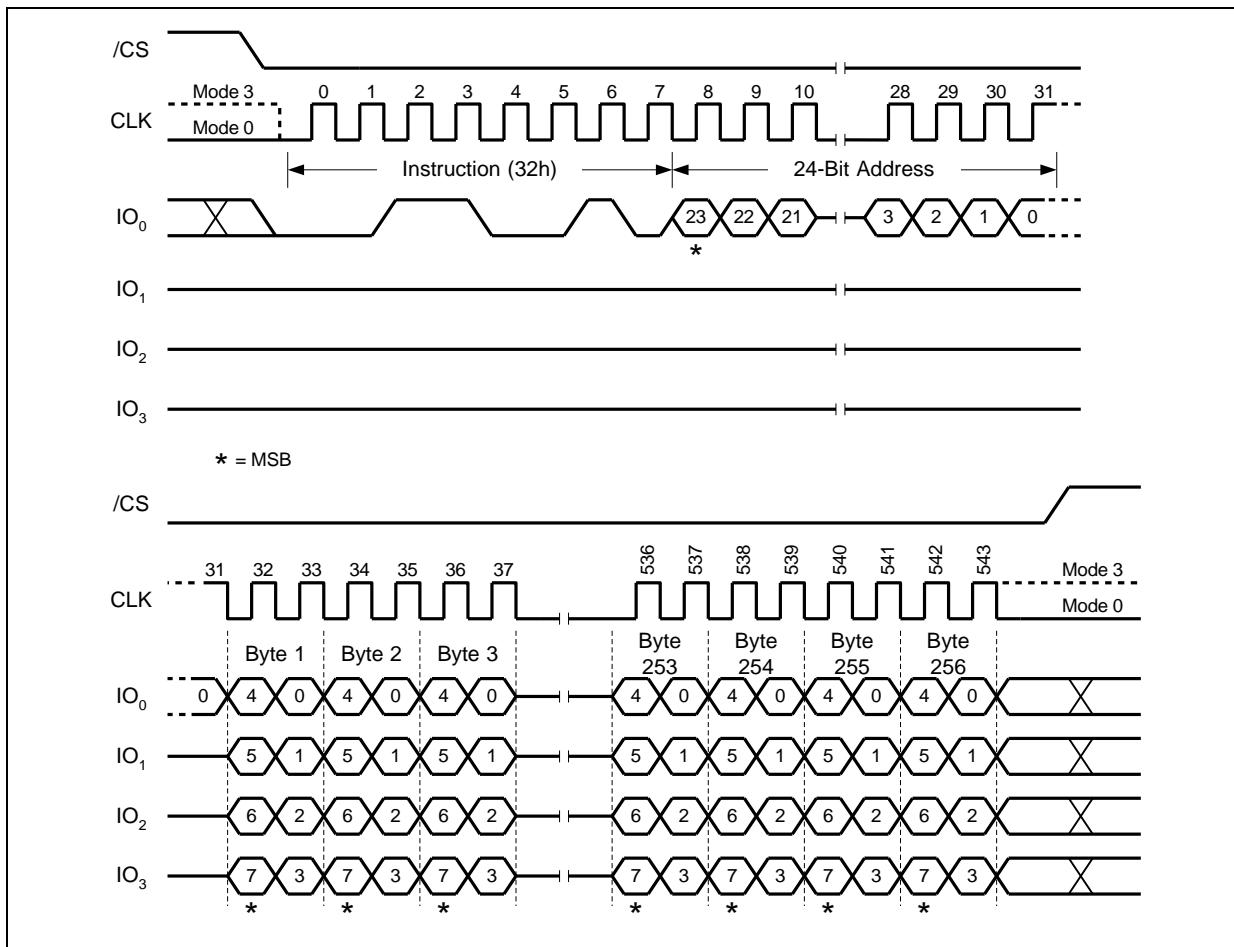 /CS
Mode 3 0 1 2 3 4 5 6 7 8 9 10 28 29 30 31
CLK
Mode 0
Instruction (32h) 24-Bit Address
IO0 23 22 21 3 2 1 0
*
IO1
IO2
IO3
* = MSB
/CS
31 32 33 34 35 36 37 536 537 538 539 540 541 542 543 Mode 3
CLK
Mode 0
Byte 1 Byte 2 Byte 3 Byte 253 Byte 254 Byte 255 Byte 256
IO0 0 4 0 4 0 4 0 4 0 4 0 4 0 4 0
IO1 5 1 5 1 5 1 5 1 5 1 5 1 5 1
IO2 6 2 6 2 6 2 6 2 6 2 6 2 6 2
IO3 7 3 7 3 7 3 7 3 7 3 7 3 7 3
* * * * * * *